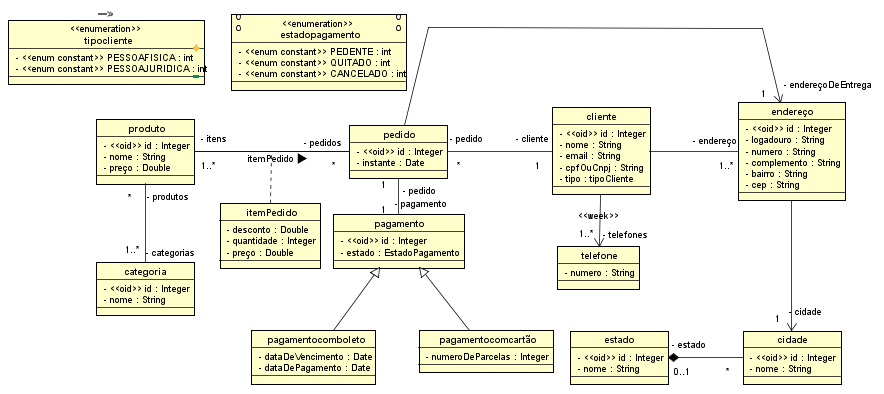 <<enumeration>>
tipocliente
- <<enum constant>> PESSOAFISICA : int
- <<enum constant>> PESSOAJURIDICA : int
<<enumeration>>
estadopagamento
- <<enum constant>> PEDENTE : int
- <<enum constant>> QUITADO : int
- <<enum constant>> CANCELADO : int
- endereçoDeEntrega
1
produto
- <<oid>> id : Integer
- nome : String
- preço : Double
- itens
1..*
itemPedido
- pedidos
*
pedido
- <<oid>> id : Integer
- instante : Date
- pedido
*
- cliente
1
cliente
- <<oid>> id : Integer
- nome : String
- email : String
- cpfOuCnpj : String
- tipo : tipoCliente
- endereço
1..*
endereço
- <<oid>> id : Integer
- logadouro : String
- numero : String
- complemento : String
- bairro : String
- cep : String
* - produtos
1..*
- categorias
categoria
- <<oid>> id : Integer
- nome : String
itemPedido
- desconto : Double
- quantidade : Integer
- preço : Double
1
- pedido
- pagamento
1
pagamento
- <<oid>> id : Integer
- estado : EstadoPagamento
<<week>>
1..* - telefones
telefone
- numero : String
- cidade
1
pagamentocomboleto
- dataDeVencimento : Date
- dataDePagamento : Date
pagamentocomcartão
- numeroDeParcelas : Integer
estado
- <<oid>> id : Integer
- nome : String
- estado
0..1
*
cidade
- <<oid>> id : Integer
- nome : String